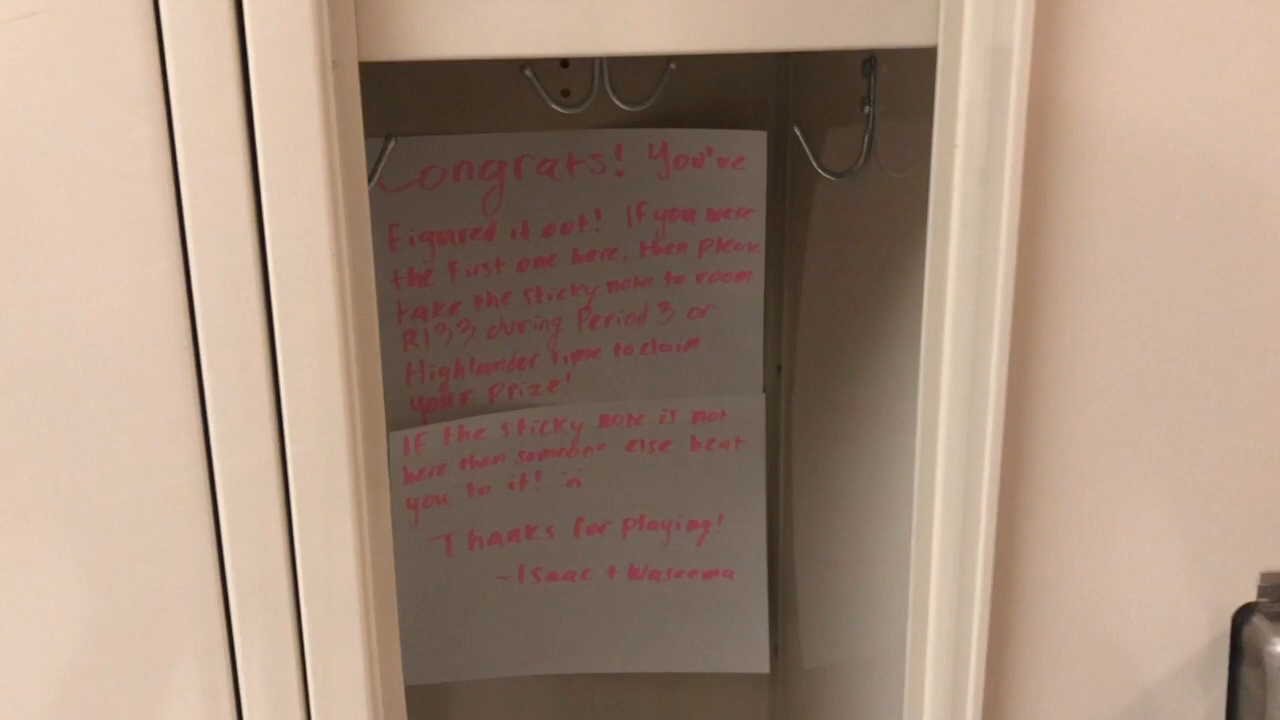 Congrats! You've
figured it out! If you were
the first one here, then please
take the sticky note to room
R133 during Period 3 or
Highlander time to claim
your prize!
If the sticky note is not
here then someone else beat
you to it! :(
Thanks for playing!
- Isaac + Waseema